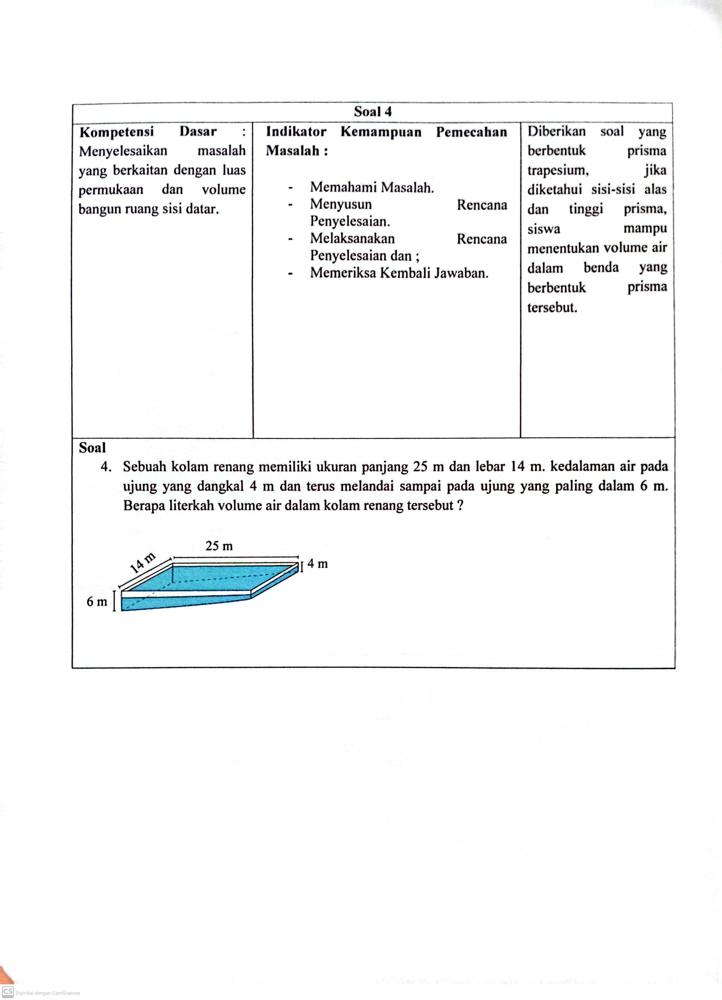 Soal 4
Kompetensi Dasar :
Menyelesaikan masalah
yang berkaitan dengan luas
permukaan dan volume
bangun ruang sisi datar.
Indikator Kemampuan Pemecahan
Masalah :
- Memahami Masalah.
- Menyusun Rencana
Penyelesaian.
- Melaksanakan Rencana
Penyelesaian dan ;
- Memeriksa Kembali Jawaban.
Diberikan soal yang
berbentuk prisma
trapesium, jika
diketahui sisi-sisi alas
dan tinggi prisma,
siswa mampu
menentukan volume air
dalam benda yang
berbentuk prisma
tersebut.
Soal
4. Sebuah kolam renang memiliki ukuran panjang 25 m dan lebar 14 m. kedalaman air pada
ujung yang dangkal 4 m dan terus melandai sampai pada ujung yang paling dalam 6 m.
Berapa literkah volume air dalam kolam renang tersebut ?
25 m
14 m
4 m
6 m
CS Dipindai dengan CamScanner